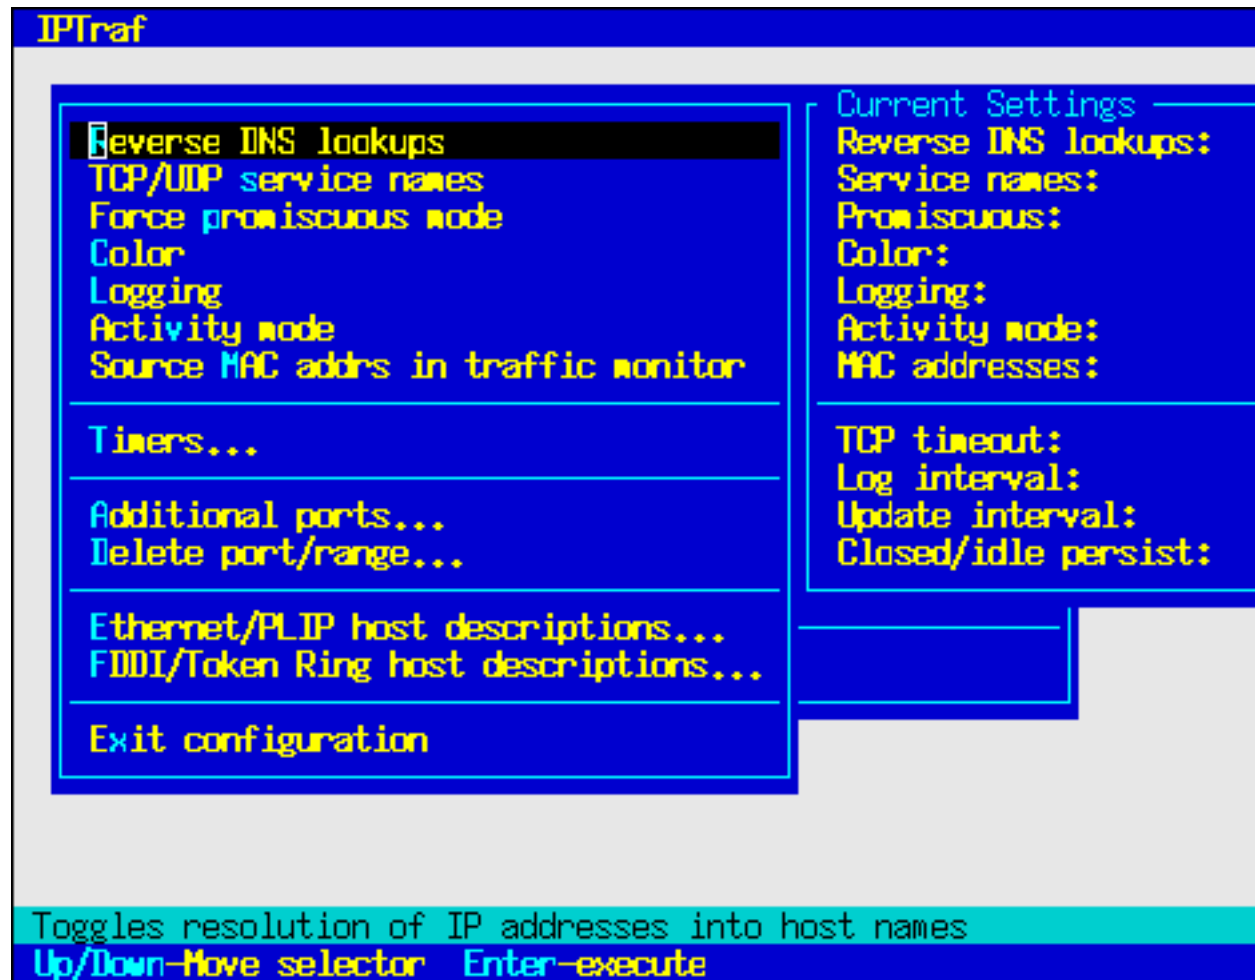 IPTraf
Reverse DNS lookups
TCP/UDP service names
Force promiscuous mode
Color
Logging
Activity mode
Source MAC addrs in traffic monitor
Timers...
Additional ports...
Delete port/range...
Ethernet/PLIP host descriptions...
FDDI/Token Ring host descriptions...
Exit configuration
Current Settings
Reverse DNS lookups:
Service names:
Promiscuous:
Color:
Logging:
Activity mode:
MAC addresses:
TCP timeout:
Log interval:
Update interval:
Closed/idle persist:
Toggles resolution of IP addresses into host names
Up/Down-Move selector Enter-execute